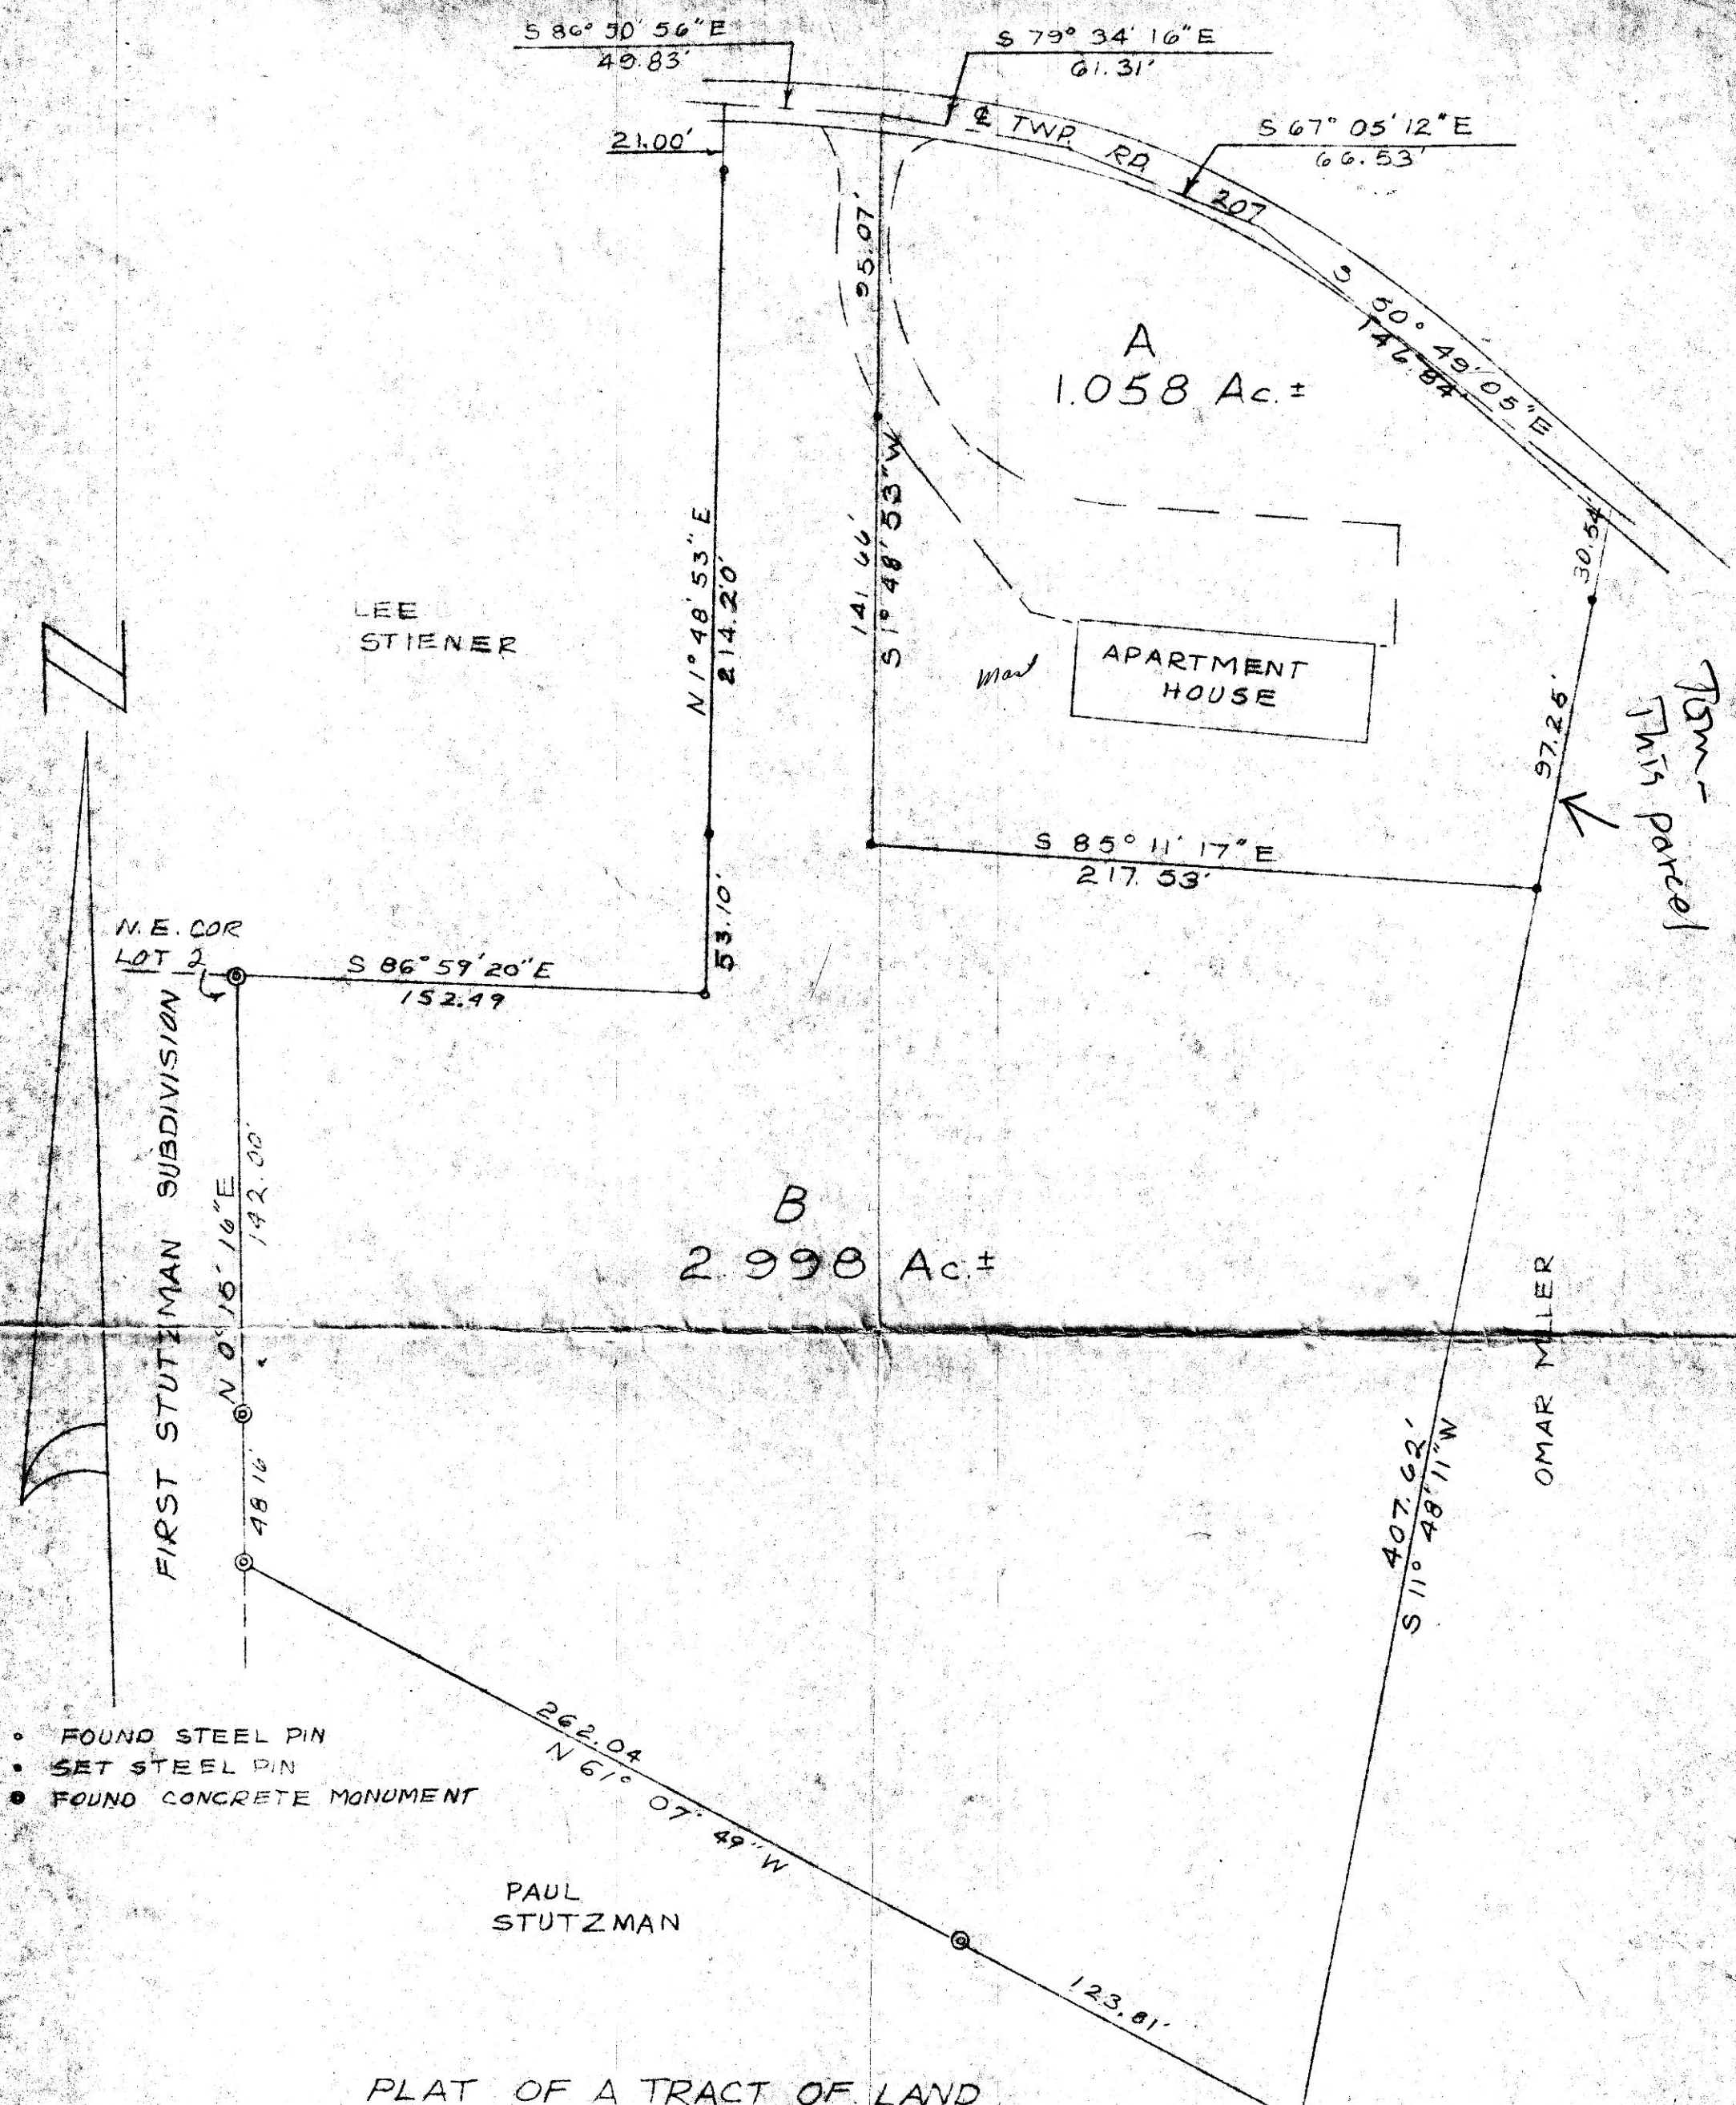 S 86° 50' 56" E
49.83'
S 79° 34' 16" E
61.31'
21.00'
℄ TWP. RD. 207
S 67° 05' 12" E
66.53'
S 50° 49' 05" E
146.84'
95.07'
A
1.058 Ac.±
30.54'
N 1° 48' 53" E
214.20'
141.66'
S 1° 48' 53" W
LEE
STIENER
APARTMENT
HOUSE
97.25'
Tom-
This parcel
S 85° 11' 17" E
217.53'
53.10'
N.E. COR
LOT 2
S 86° 59' 20" E
152.49
FIRST STUTZMAN SUBDIVISION
N 0° 15' 16" E
142.00'
B
2.998 Ac.±
OMAR MILLER
407.62'
S 11° 48' 11" W
48.16'
FOUND STEEL PIN
SET STEEL PIN
FOUND CONCRETE MONUMENT
262.04
N 61° 07' 49" W
PAUL
STUTZMAN
123.81'
PLAT OF A TRACT OF LAND